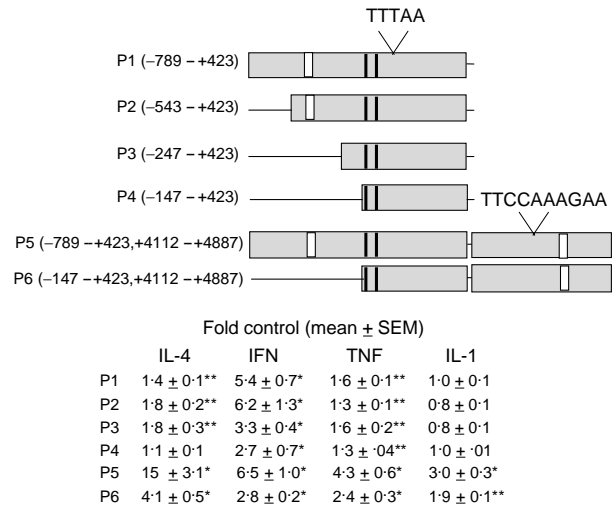 TTTAA
P1 (−789 −+423)
P2 (−543 −+423)
P3 (−247 −+423)
P4 (−147 −+423)
TTCCAAAGAA
P5 (−789 −+423,+4112 −+4887)
P6 (−147 −+423,+4112 −+4887)
Fold control (mean ± SEM)
IL-4 IFN TNF IL-1
P1 1·4 ± 0·1** 5·4 ± 0·7* 1·6 ± 0·1** 1·0 ± 0·1
P2 1·8 ± 0·2** 6·2 ± 1·3* 1·3 ± 0·1** 0·8 ± 0·1
P3 1·8 ± 0·3** 3·3 ± 0·4* 1·6 ± 0·2** 0·8 ± 0·1
P4 1·1 ± 0·1 2·7 ± 0·7* 1·3 ± ·04** 1·0 ± ·01
P5 15 ± 3·1* 6·5 ± 1·0* 4·3 ± 0·6* 3·0 ± 0·3*
P6 4·1 ± 0·5* 2·8 ± 0·2* 2·4 ± 0·3* 1·9 ± 0·1**